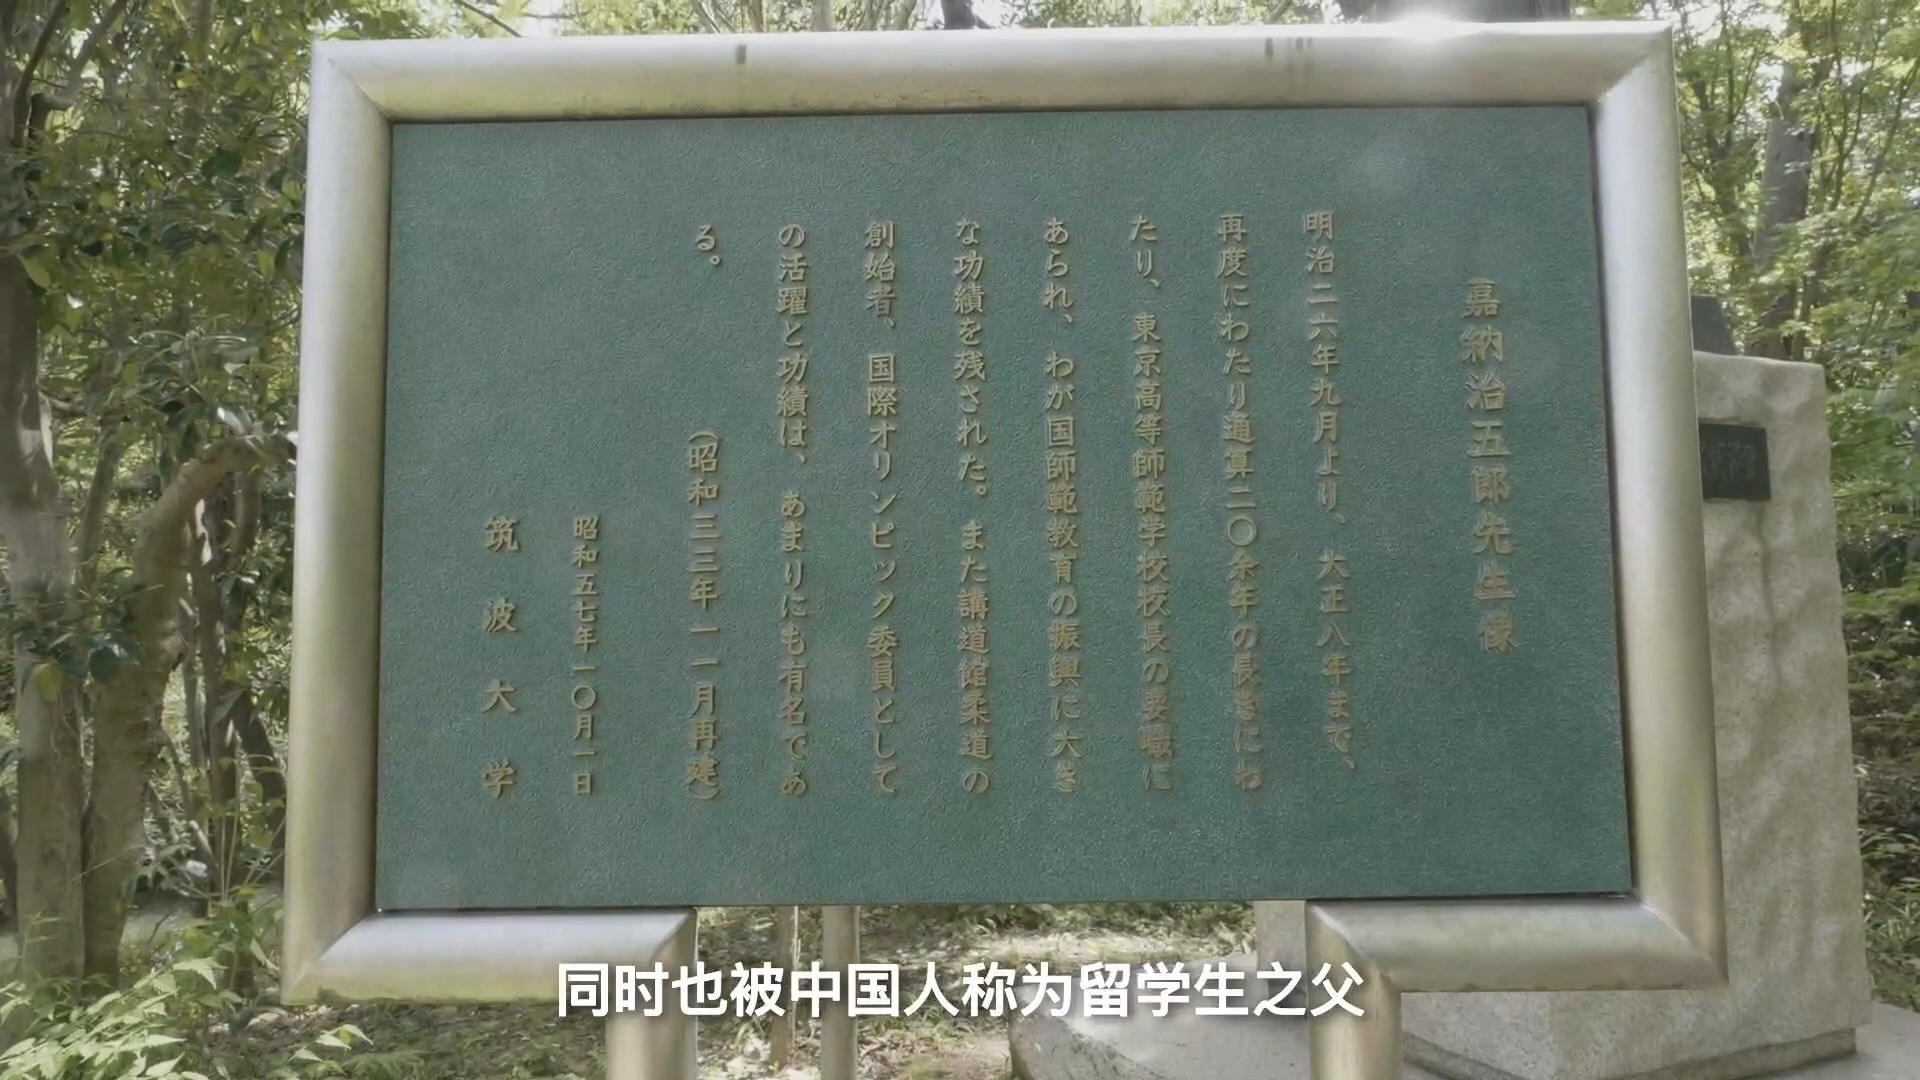 嘉納治五郎先生像
明治二六年九月より、大正八年まで、
再度にわたり通算二〇余年の長きにわ
たり、東京高等師範学校校長の要職に
あられ、わが国師範教育の振興に大き
な功績を残された。また講道館柔道の
創始者、国際オリンピック委員として
の活躍と功績は、あまりにも有名であ
る。
(昭和三三年一一月再建)
昭和五七年一〇月一日
筑波大学
同时也被中国人称为留学生之父